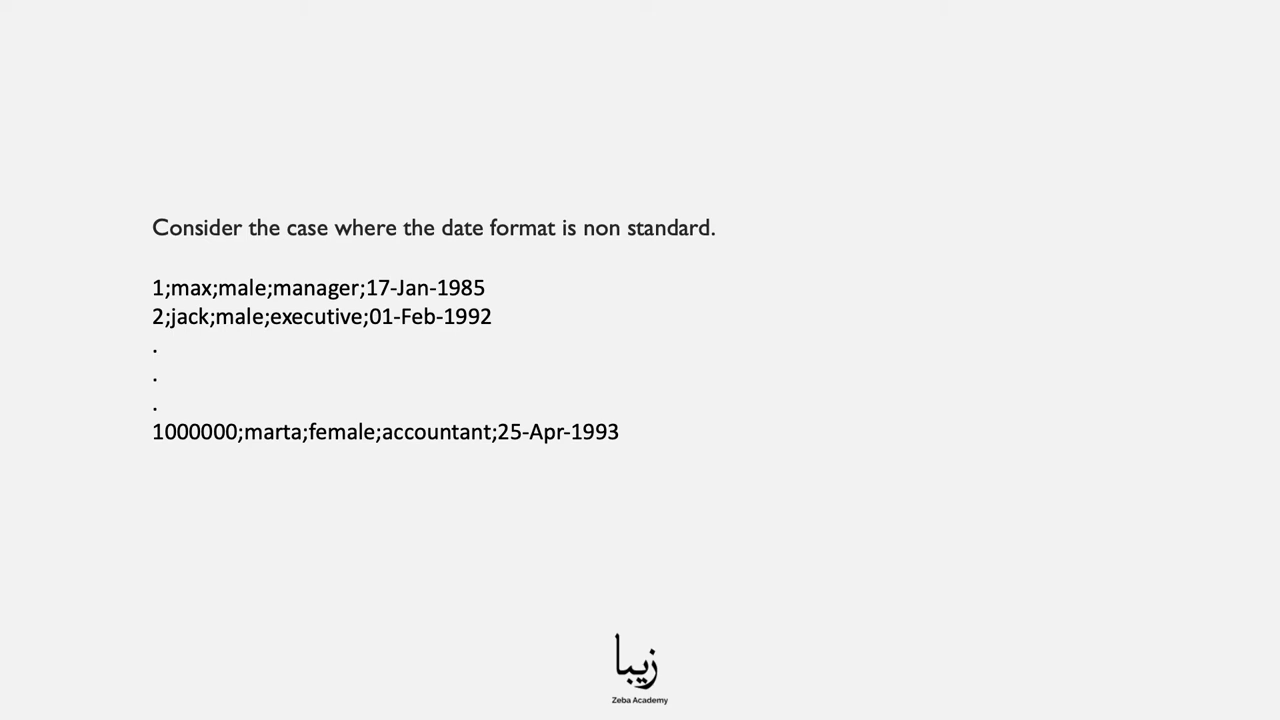 Consider the case where the date format is non standard.
1;max;male;manager;17-Jan-1985
2;jack;male;executive;01-Feb-1992
.
.
.
1000000;marta;female;accountant;25-Apr-1993
زیبا
Zeba Academy